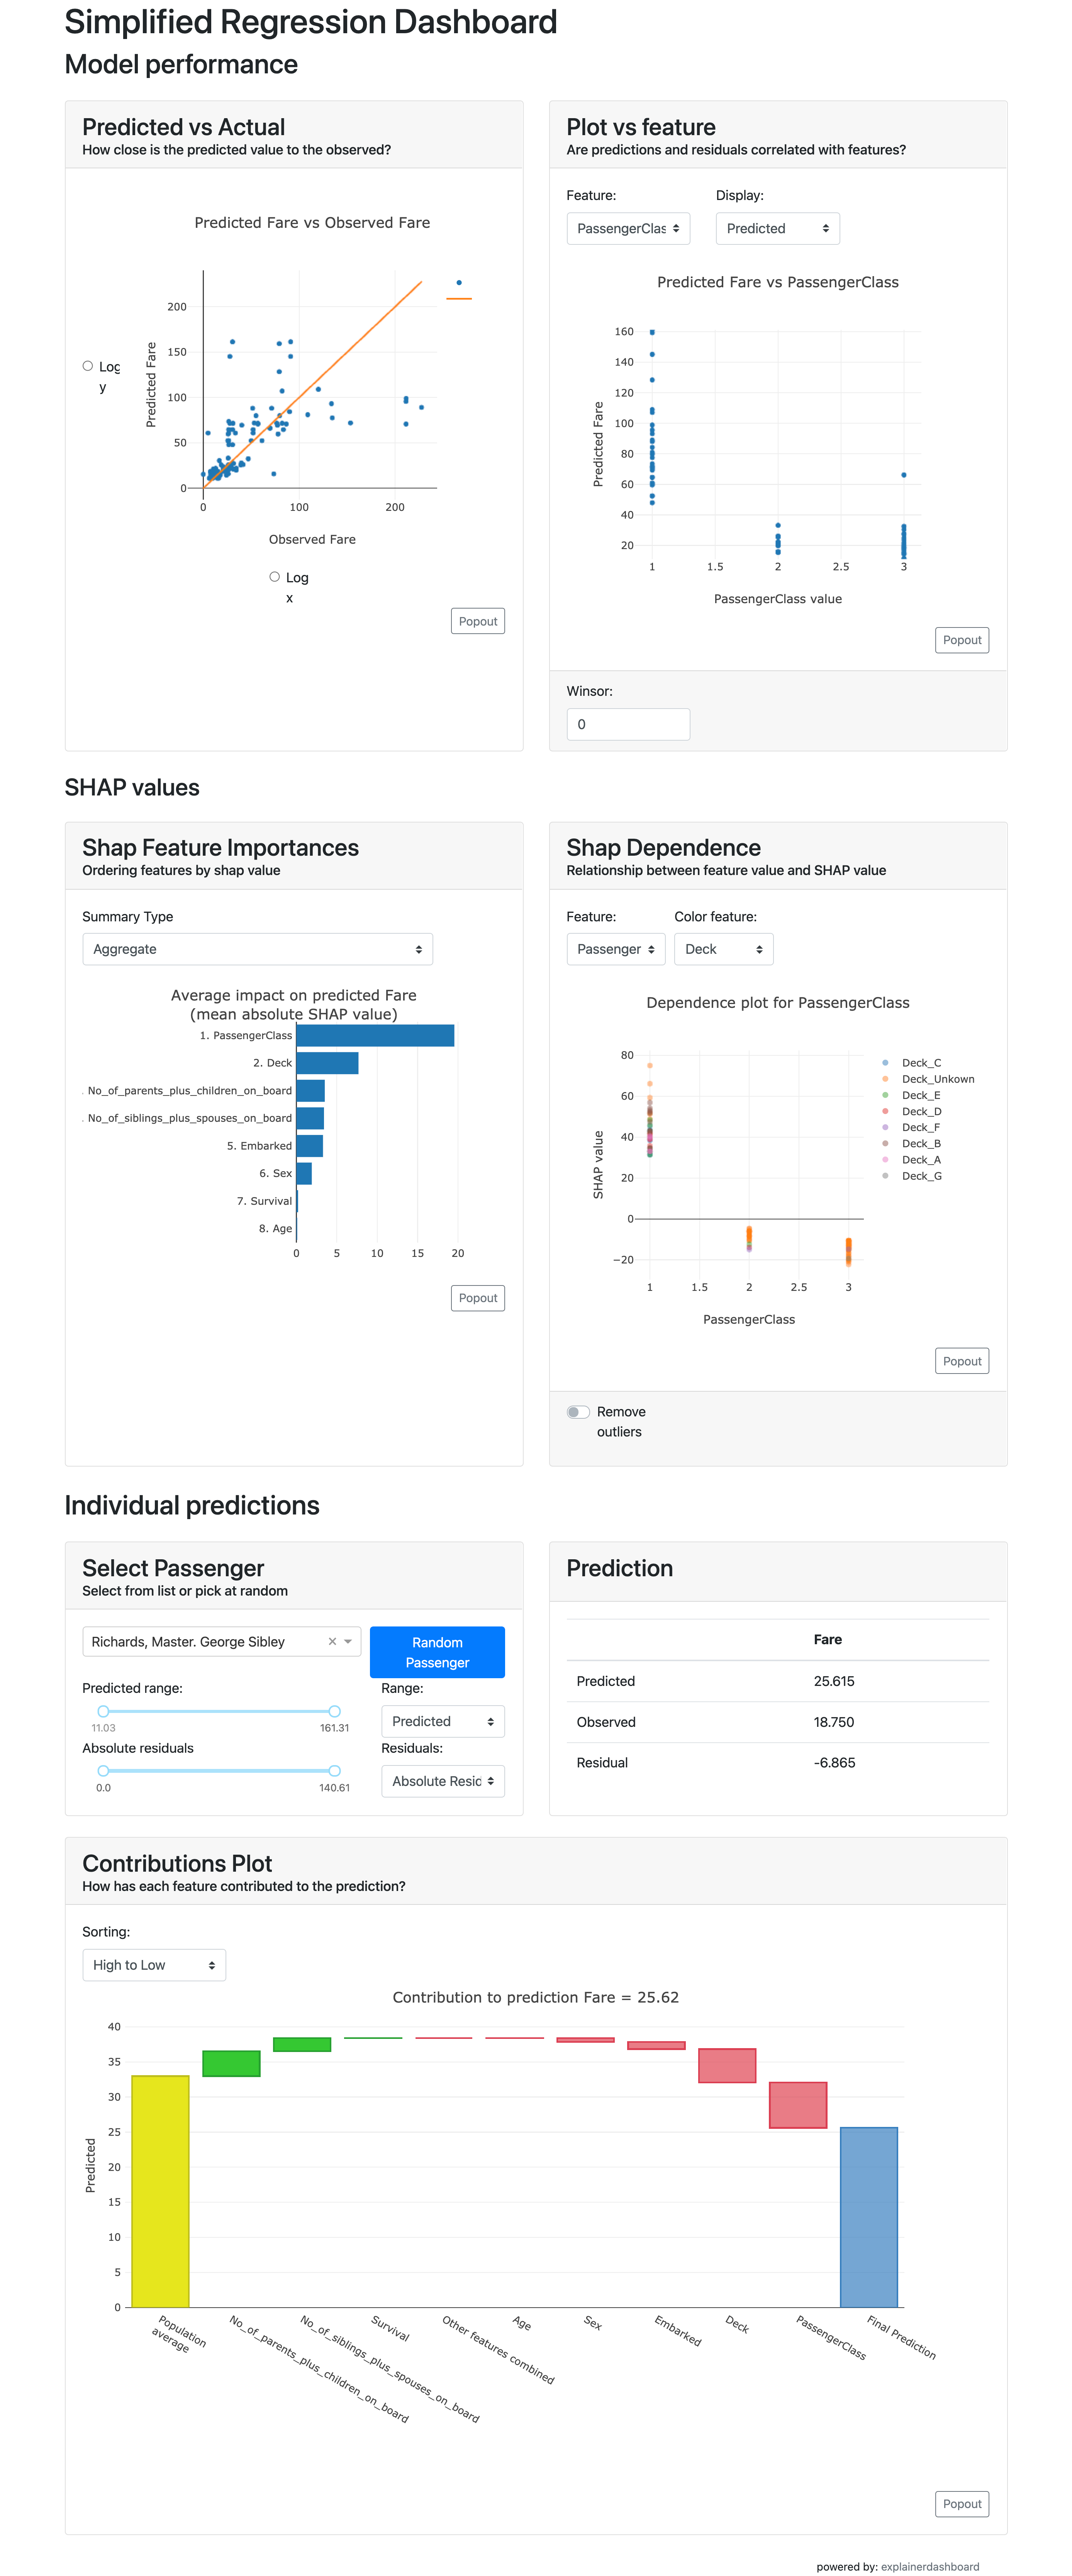 Simplified Regression Dashboard
Model performance
Predicted vs Actual
How close is the predicted value to the observed?
Predicted Fare vs Observed Fare
Log
y
Predicted Fare
200
150
100
50
0
0 100 200
Observed Fare
Log
x
Popout
Plot vs feature
Are predictions and residuals correlated with features?
Feature: Display:
PassengerClas Predicted
Predicted Fare vs PassengerClass
Predicted Fare
160
140
120
100
80
60
40
20
1 1.5 2 2.5 3
PassengerClass value
Popout
Winsor:
0
SHAP values
Shap Feature Importances
Ordering features by shap value
Summary Type
Aggregate
Average impact on predicted Fare
(mean absolute SHAP value)
1. PassengerClass
2. Deck
. No_of_parents_plus_children_on_board
. No_of_siblings_plus_spouses_on_board
5. Embarked
6. Sex
7. Survival
8. Age
0 5 10 15 20
Popout
Shap Dependence
Relationship between feature value and SHAP value
Feature: Color feature:
Passenger Deck
Dependence plot for PassengerClass
SHAP value
80
60
40
20
0
−20
1 1.5 2 2.5 3
PassengerClass
Deck_C
Deck_Unkown
Deck_E
Deck_D
Deck_F
Deck_B
Deck_A
Deck_G
Popout
Remove
outliers
Individual predictions
Select Passenger
Select from list or pick at random
Richards, Master. George Sibley ×
Random
Passenger
Predicted range: Range:
11.03 161.31 Predicted
Absolute residuals Residuals:
0.0 140.61 Absolute Resid
Prediction
Fare
Predicted 25.615
Observed 18.750
Residual -6.865
Contributions Plot
How has each feature contributed to the prediction?
Sorting:
High to Low
Contribution to prediction Fare = 25.62
Predicted
40
35
30
25
20
15
10
5
0
Population
average
No_of_parents_plus_children_on_board
No_of_siblings_plus_spouses_on_board
Survival
Other features combined
Age
Sex
Embarked
Deck
PassengerClass
Final Prediction
Popout
powered by: explainerdashboard